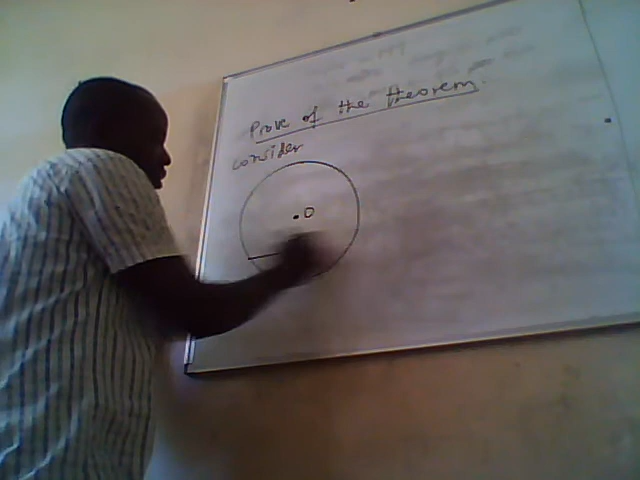 Prove of the theorem.
consider
O